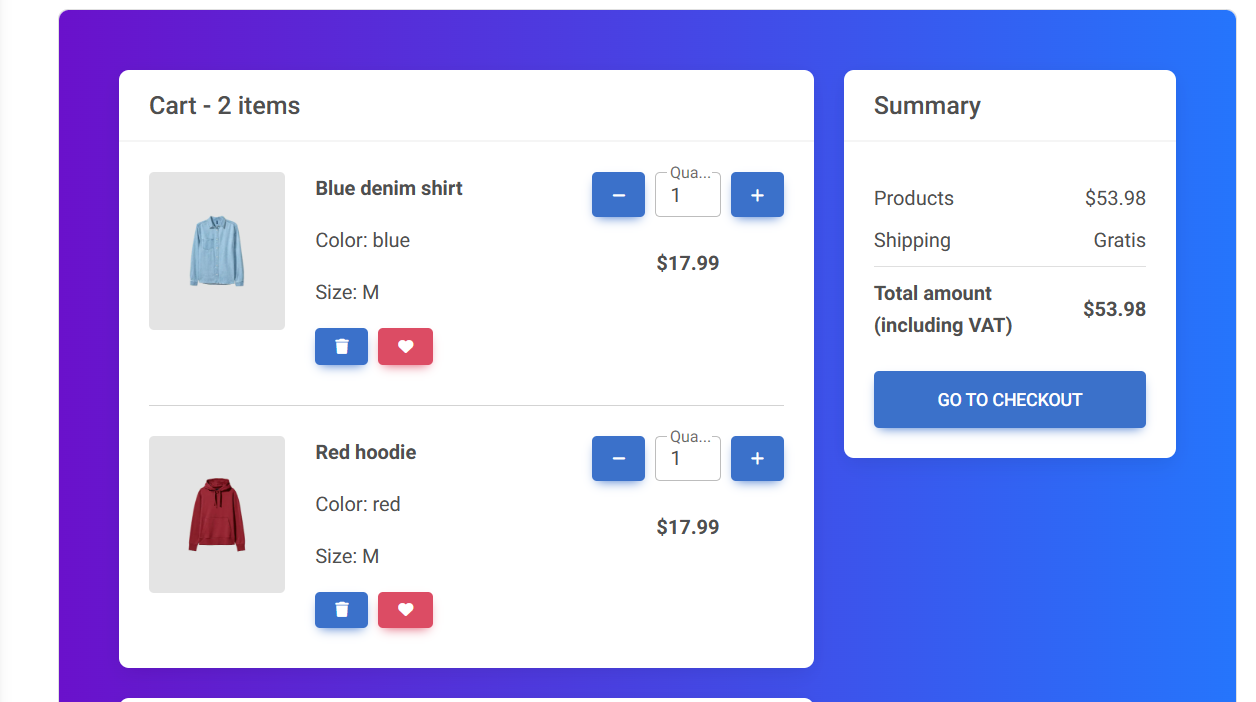 Cart - 2 items
Blue denim shirt
Color: blue
Size: M
Qua...
1
$17.99
Red hoodie
Color: red
Size: M
Qua...
1
$17.99
Summary
Products $53.98
Shipping Gratis
Total amount
(including VAT) $53.98
GO TO CHECKOUT